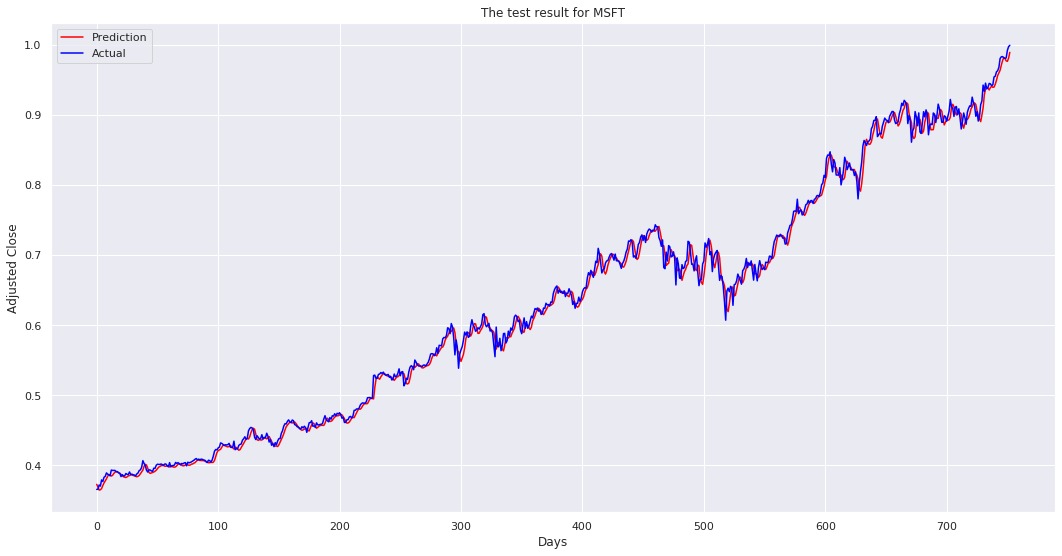 The test result for MSFT
Prediction
Actual
1.0
0.9
0.8
0.7
0.6
0.5
0.4
Adjusted Close
0 100 200 300 400 500 600 700
Days